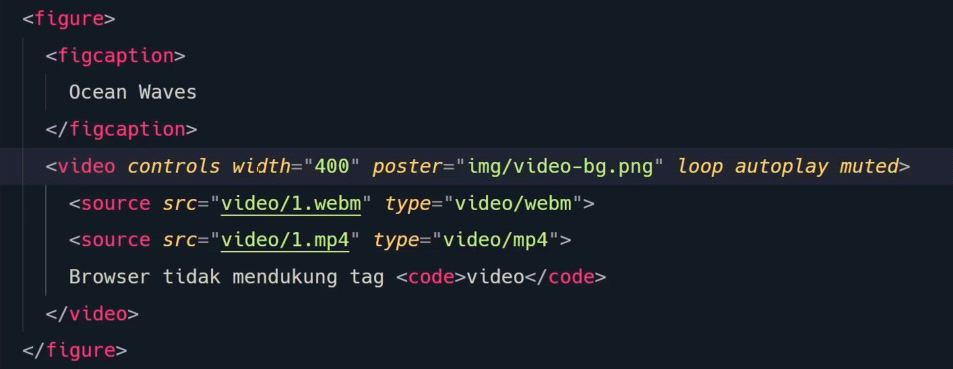 <figure>
<figcaption>
Ocean Waves
</figcaption>
<video controls width="400" poster="img/video-bg.png" loop autoplay muted>
<source src="video/1.webm" type="video/webm">
<source src="video/1.mp4" type="video/mp4">
Browser tidak mendukung tag <code>video</code>
</video>
</figure>